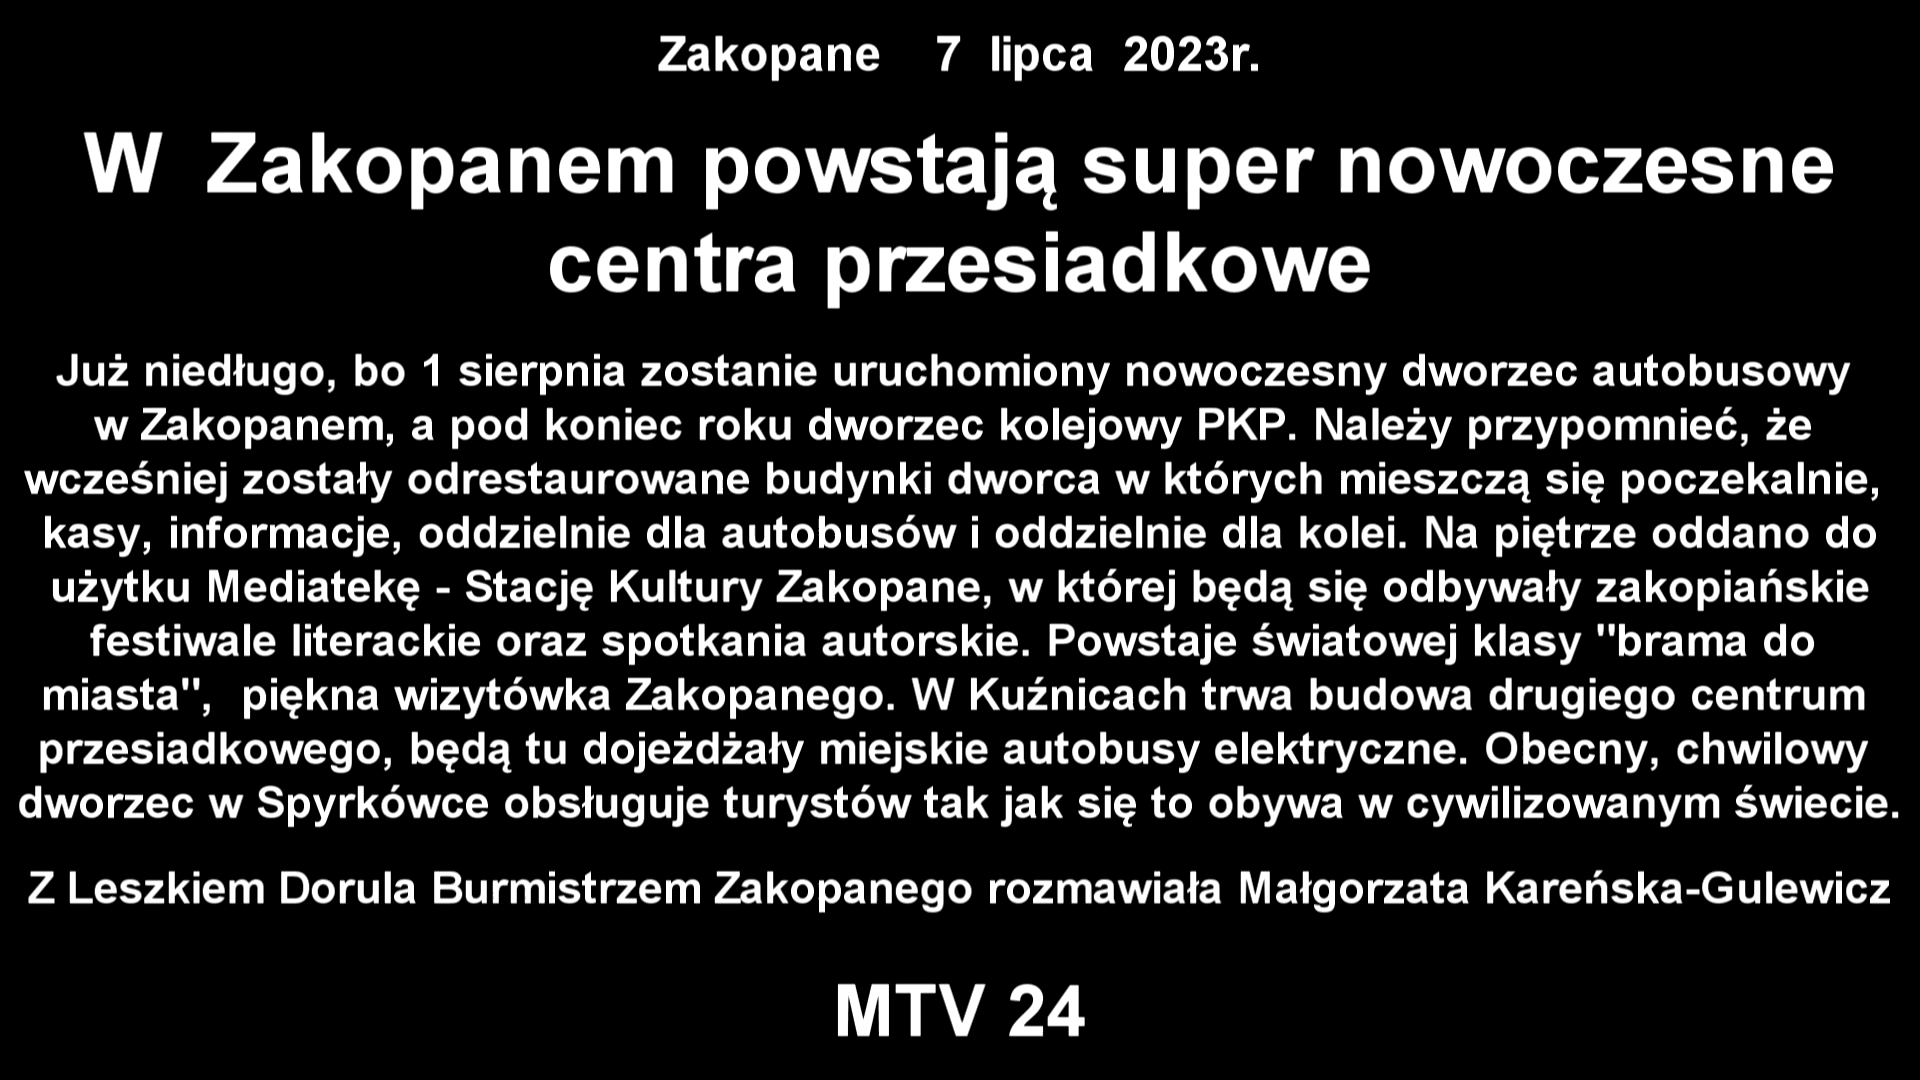 Zakopane 7 lipca 2023r.
W Zakopanem powstają super nowoczesne
centra przesiadkowe
Już niedługo, bo 1 sierpnia zostanie uruchomiony nowoczesny dworzec autobusowy
w Zakopanem, a pod koniec roku dworzec kolejowy PKP. Należy przypomnieć, że
wcześniej zostały odrestaurowane budynki dworca w których mieszczą się poczekalnie,
kasy, informacje, oddzielnie dla autobusów i oddzielnie dla kolei. Na piętrze oddano do
użytku Mediatekę - Stację Kultury Zakopane, w której będą się odbywały zakopiańskie
festiwale literackie oraz spotkania autorskie. Powstaje światowej klasy "brama do
miasta", piękna wizytówka Zakopanego. W Kuźnicach trwa budowa drugiego centrum
przesiadkowego, będą tu dojeżdżały miejskie autobusy elektryczne. Obecny, chwilowy
dworzec w Spyrkówce obsługuje turystów tak jak się to obywa w cywilizowanym świecie.
Z Leszkiem Dorula Burmistrzem Zakopanego rozmawiała Małgorzata Kareńska-Gulewicz
MTV 24